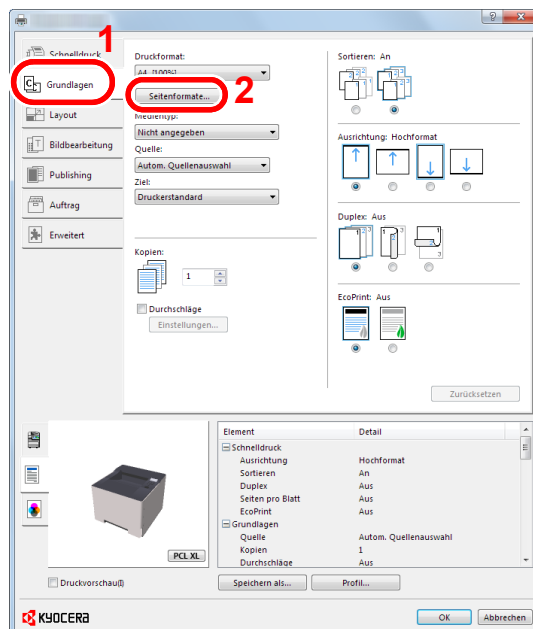 1
Schnelldruck
Grundlagen
Layout
Bildbearbeitung
Publishing
Auftrag
Erweitert
Druckformat:
A4 [100%]
Seitenformate...
2
Medientyp:
Nicht angegeben
Quelle:
Autom. Quellenauswahl
Ziel:
Druckerstandard
Kopien:
1
Durchschläge
Einstellungen...
Sortieren: An
Ausrichtung: Hochformat
Duplex: Aus
EcoPrint: Aus
Zurücksetzen
PCL XL
Druckvorschau(I)
Element Detail
Schnelldruck
Ausrichtung Hochformat
Sortieren An
Duplex Aus
Seiten pro Blatt Aus
EcoPrint Aus
Grundlagen
Quelle Autom. Quellenauswahl
Kopien 1
Durchschläge Aus
Speichern als... Profil...
KYOCERA
OK Abbrechen